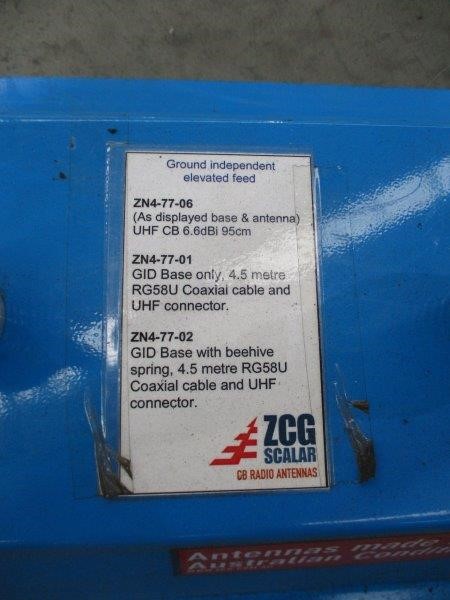 Ground independent
elevated feed
ZN4-77-06
(As displayed base & antenna)
UHF CB 6.6dBi 95cm
ZN4-77-01
GID Base only, 4.5 metre
RG58U Coaxial cable and
UHF connector.
ZN4-77-02
GID Base with beehive
spring, 4.5 metre RG58U
Coaxial cable and UHF
connector.
ZCG
SCALAR
CB RADIO ANTENNAS
Antennas made
Australian Condi